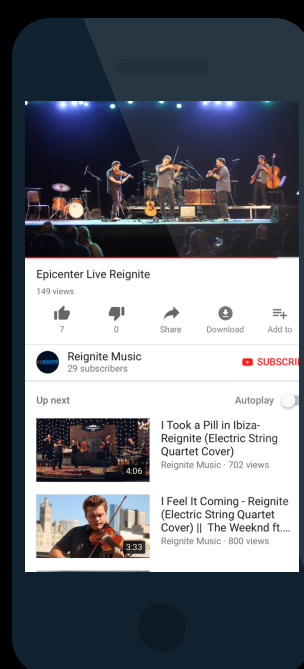 Epicenter Live Reignite
149 views
7
0
Share
Download
Add to
Reignite Music
29 subscribers
SUBSCRI
Up next
Autoplay
4:06
I Took a Pill in Ibiza-
Reignite (Electric String
Quartet Cover)
Reignite Music · 702 views
3:33
I Feel It Coming - Reignite
(Electric String Quartet
Cover) || The Weeknd ft....
Reignite Music · 800 views